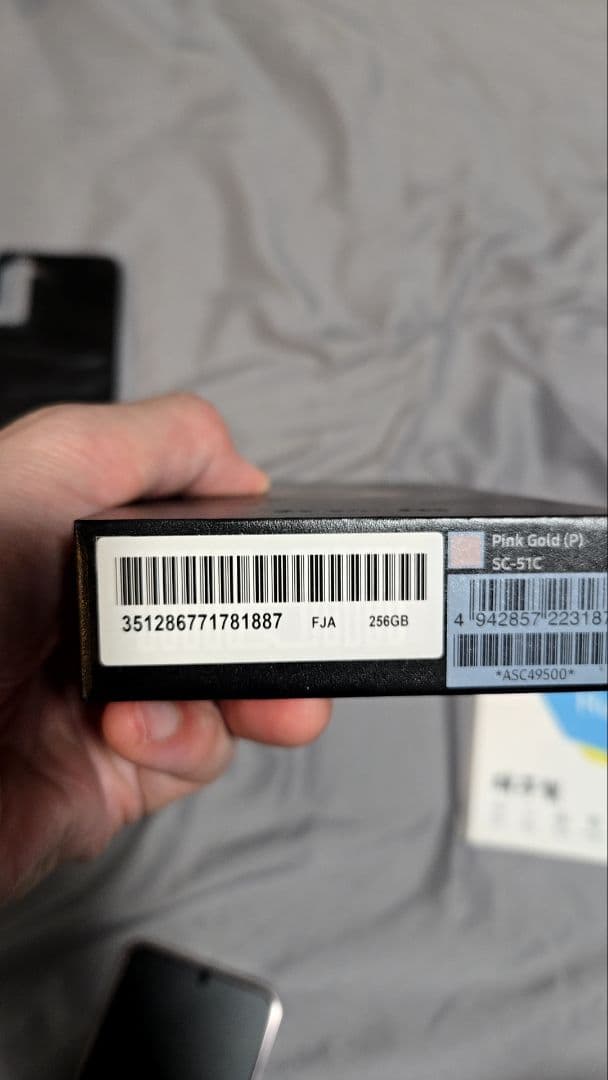 351286771781887 FJA 256GB
Pink Gold (P)
SC-51C
4 942857 223187
*ASC49500*